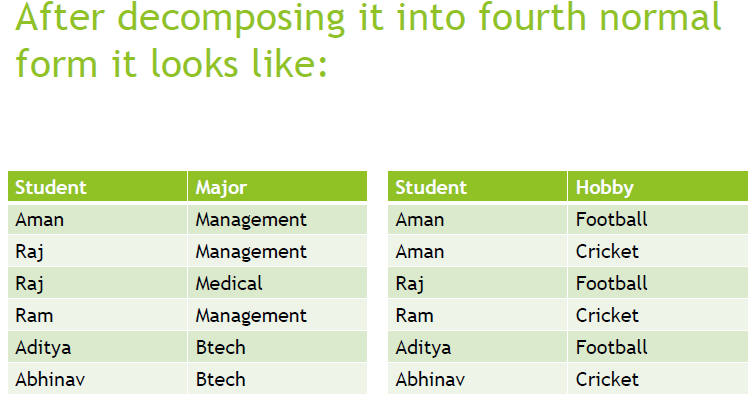 After decomposing it into fourth normal
form it looks like:
Student Major
Aman Management
Raj Management
Raj Medical
Ram Management
Aditya Btech
Abhinav Btech
Student Hobby
Aman Football
Aman Cricket
Raj Football
Ram Cricket
Aditya Football
Abhinav Cricket